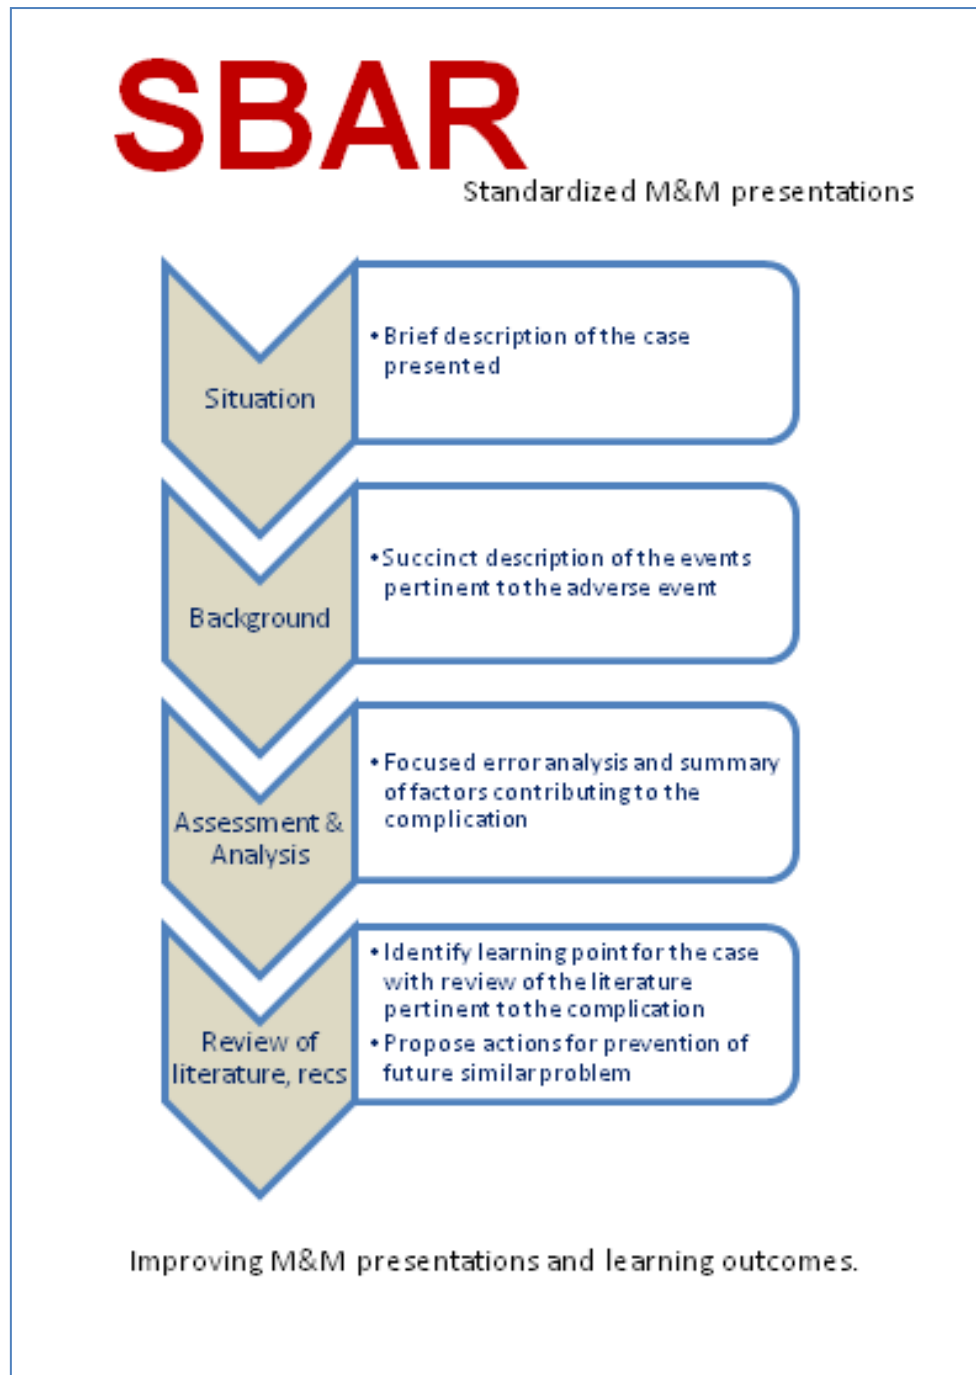 SBAR
Standardized M&M presentations
Situation
• Brief description of the case
presented
Background
• Succinct description of the events
pertinent to the adverse event
Assessment &
Analysis
• Focused error analysis and summary
of factors contributing to the
complication
Review of
literature, recs
• Identify learning point for the case
with review of the literature
pertinent to the complication
• Propose actions for prevention of
future similar problem
Improving M&M presentations and learning outcomes.